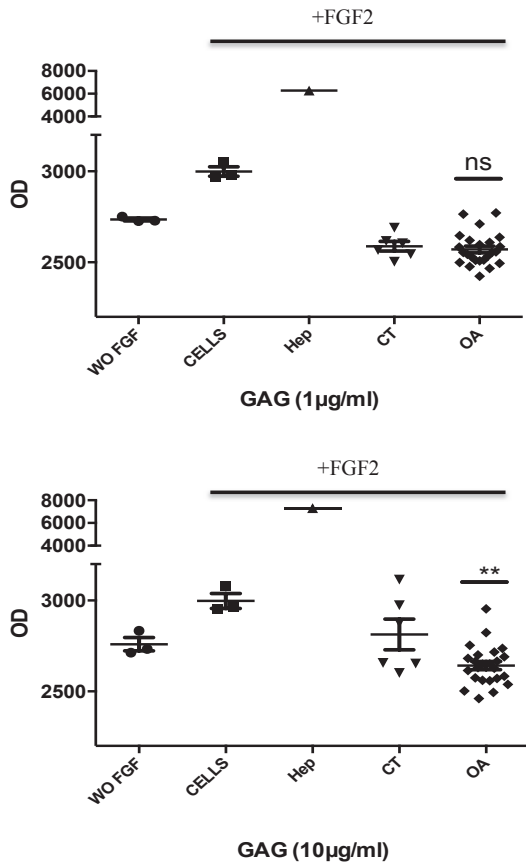 +FGF2
8000
6000
4000
3000
2500
OD
ns
WO FGF
CELLS
Hep
CT
OA
GAG (1µg/ml)
+FGF2
8000
6000
4000
3000
2500
OD
**
WO FGF
CELLS
Hep
CT
OA
GAG (10µg/ml)